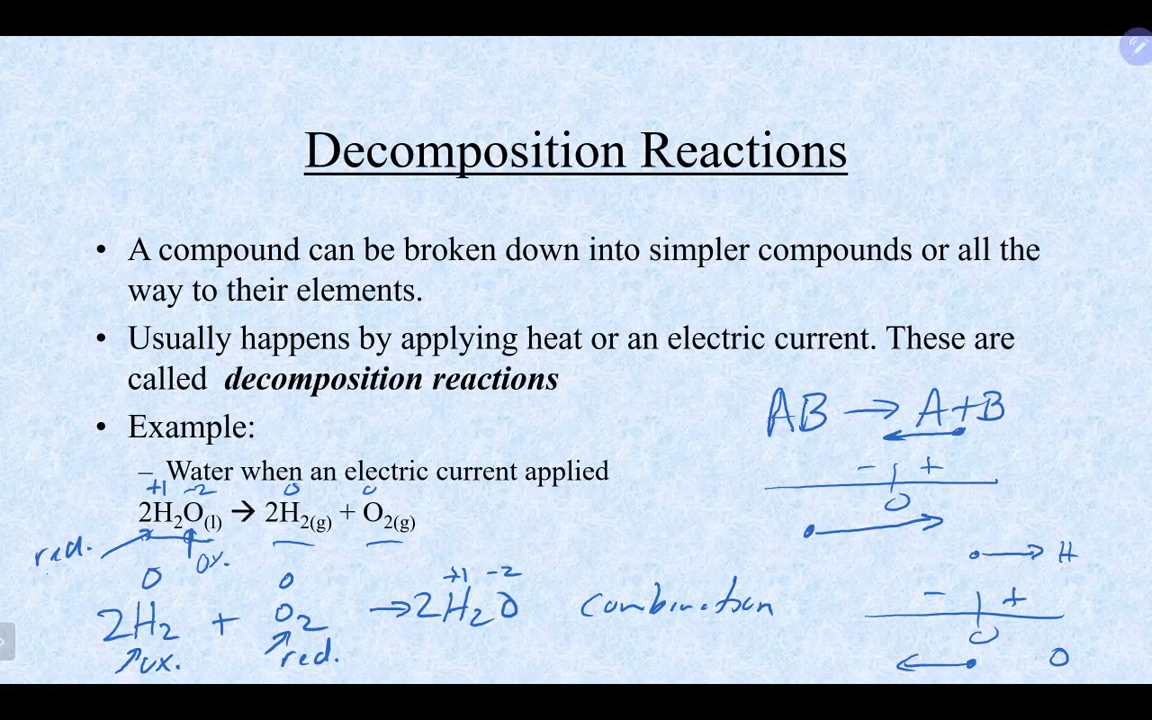 Decomposition Reactions
• A compound can be broken down into simpler compounds or all the
way to their elements.
• Usually happens by applying heat or an electric current. These are
called decomposition reactions
AB → A+B
• Example:
– Water when an electric current applied
- +
0
+1 -2 0 0
2H₂O(l) → 2H₂(g) + O₂(g)
red. ox.
→ H
0 0 +1 -2
2H₂ + O₂ → 2H₂O combination
- +
0
ox. red. O